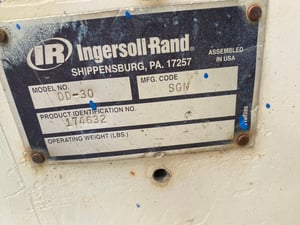 IR Ingersoll-Rand
SHIPPENSBURG, PA. 17257
ASSEMBLED
IN USA
MODEL NO.
DD-30
MFG. CODE
SGN
PRODUCT IDENTIFICATION NO.
174632
OPERATING WEIGHT (LBS.)